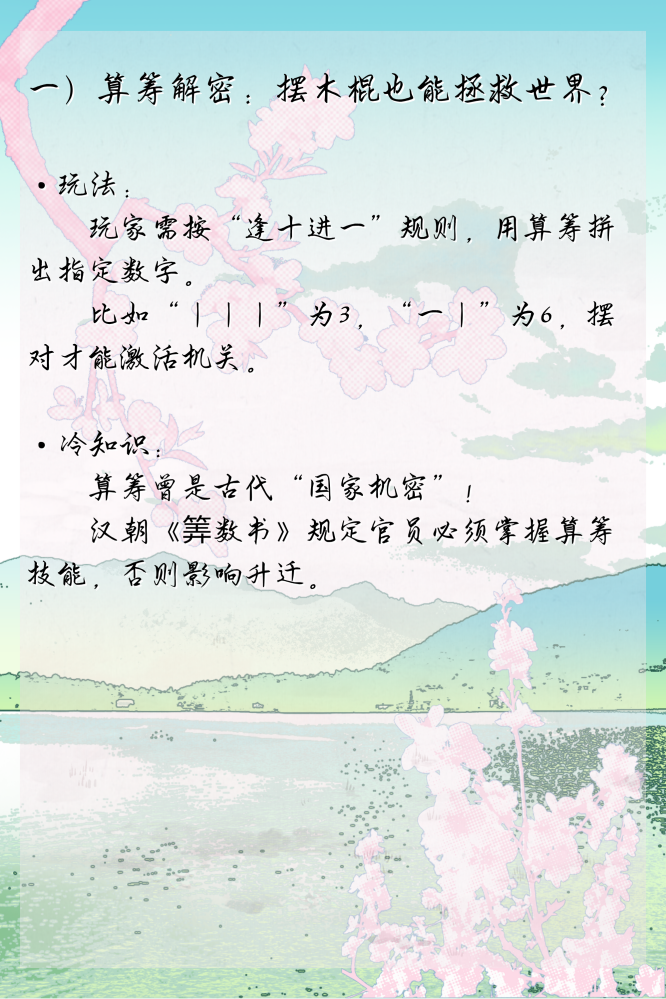 一）算筹解密：摆木棍也能拯救世界？
·玩法：
玩家需按“逢十进一”规则，用算筹拼
出指定数字。
比如“｜｜｜”为3，“一｜”为6，摆
对才能激活机关。
·冷知识：
算筹曾是古代“国家机密”！
汉朝《筭数书》规定官员必须掌握算筹
技能，否则影响升迁。